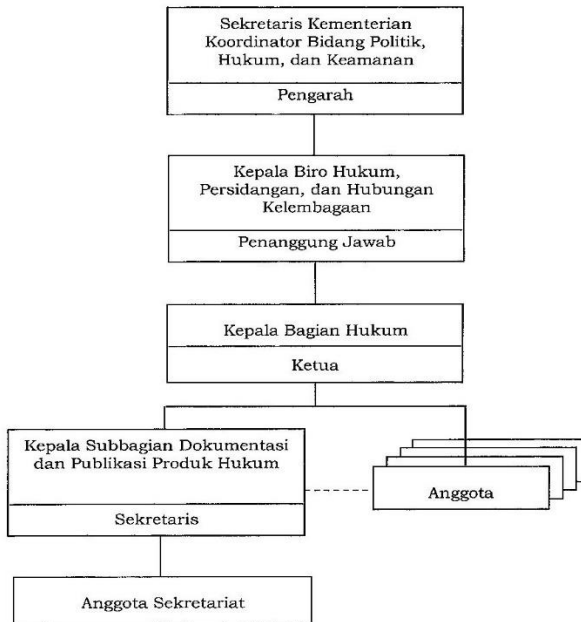 Sekretaris Kementerian
Koordinator Bidang Politik,
Hukum, dan Keamanan
Pengarah
Kepala Biro Hukum,
Persidangan, dan Hubungan
Kelembagaan
Penanggung Jawab
Kepala Bagian Hukum
Ketua
Kepala Subbagian Dokumentasi
dan Publikasi Produk Hukum
Sekretaris
Anggota
Anggota Sekretariat